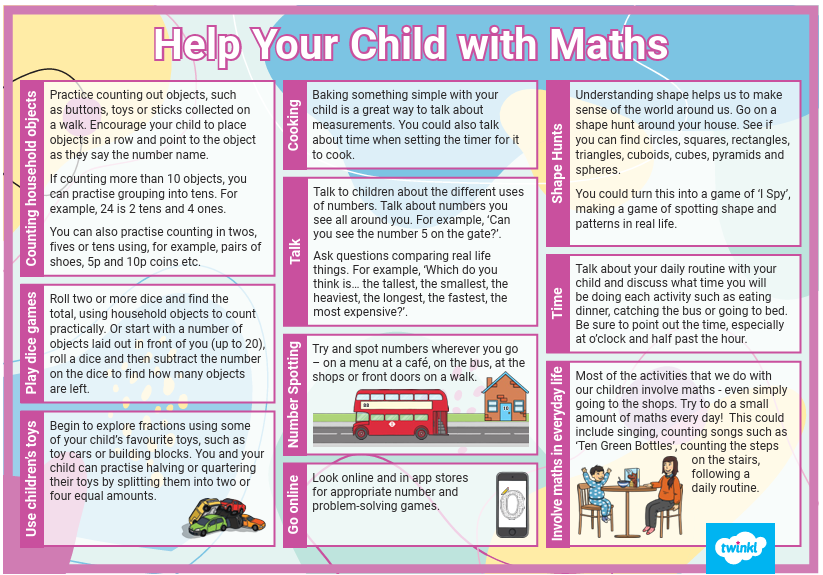 Help Your Child with Maths
Counting household objects
Practice counting out objects, such
as buttons, toys or sticks collected on
a walk. Encourage your child to place
objects in a row and point to the object
as they say the number name.
If counting more than 10 objects, you
can practise grouping into tens. For
example, 24 is 2 tens and 4 ones.
You can also practise counting in twos,
fives or tens using, for example, pairs of
shoes, 5p and 10p coins etc.
Play dice games
Roll two or more dice and find the
total, using household objects to count
practically. Or start with a number of
objects laid out in front of you (up to 20),
roll a dice and then subtract the number
on the dice to find how many objects
are left.
Use children's toys
Begin to explore fractions using some
of your child's favourite toys, such as
toy cars or building blocks. You and your
child can practise halving or quartering
their toys by splitting them into two or
four equal amounts.
Cooking
Baking something simple with your
child is a great way to talk about
measurements. You could also talk
about time when setting the timer for it
to cook.
Talk
Talk to children about the different uses
of numbers. Talk about numbers you
see all around you. For example, 'Can
you see the number 5 on the gate?'.
Ask questions comparing real life
things. For example, 'Which do you
think is... the tallest, the smallest, the
heaviest, the longest, the fastest, the
most expensive?'.
Number Spotting
Try and spot numbers wherever you go
– on a menu at a café, on the bus, at the
shops or front doors on a walk.
Go online
Look online and in app stores
for appropriate number and
problem-solving games.
Shape Hunts
Understanding shape helps us to make
sense of the world around us. Go on a
shape hunt around your house. See if
you can find circles, squares, rectangles,
triangles, cuboids, cubes, pyramids and
spheres.
You could turn this into a game of 'I Spy',
making a game of spotting shape and
patterns in real life.
Time
Talk about your daily routine with your
child and discuss what time you will
be doing each activity such as eating
dinner, catching the bus or going to bed.
Be sure to point out the time, especially
at o'clock and half past the hour.
Involve maths in everyday life
Most of the activities that we do with
our children involve maths - even simply
going to the shops. Try to do a small
amount of maths every day! This could
include singing, counting songs such as
'Ten Green Bottles', counting the steps
on the stairs,
following a
daily routine.
twinkl